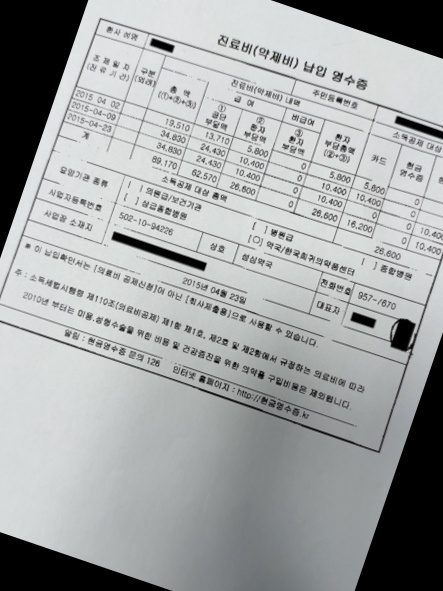 진료비(약제비) 납입 영수증
환자 성명
주민등록번호
조제일자 (진료기간)
구분 (외래)
총액 (①+②+③)
진료비(약제비) 내역
급여
비급여
① 공단 부담액
② 환자 부담액
③ 환자 부담액
환자 부담총액 (②+③)
소득공제 대상
카드
현금 영수증
2015-04-02 19,510 13,710 5,800 0 5,800 5,800 0
2015-04-09 34,830 24,430 10,400 0 10,400 10,400 0
2015-04-23 34,830 24,430 10,400 0 10,400 0 0 10,40
계 89,170 62,570 26,600 0 26,600 16,200 0 10,40
소득공제 대상 총액 26,600
요양기관 종류
[ ] 의원급/보건기관 [ ] 병원급 [ ] 종합병원
[ ] 상급종합병원 [○] 약국/한국희귀의약품센터
사업자등록번호 502-10-94226 상호 섬심약국 전화번호 957-/670
사업장 소재지 대표자
2015년 04월 23일
※ 이 납입확인서는 [의료비 공제신청]이 아닌 [회사제출용]으로 사용할 수 있습니다.
주 : 소득세법시행령 제110조(의료비공제) 제1항 제1호, 제2호 및 제2항에서 규정하는 의료비에 따라
2010년 부터는 미용,성형수술을 위한 비용 및 건강증진을 위한 의약품 구입비용은 제외됩니다.
알림 : 현금영수증 문의 126 인터넷 홈페이지 : http://현금영수증.kr